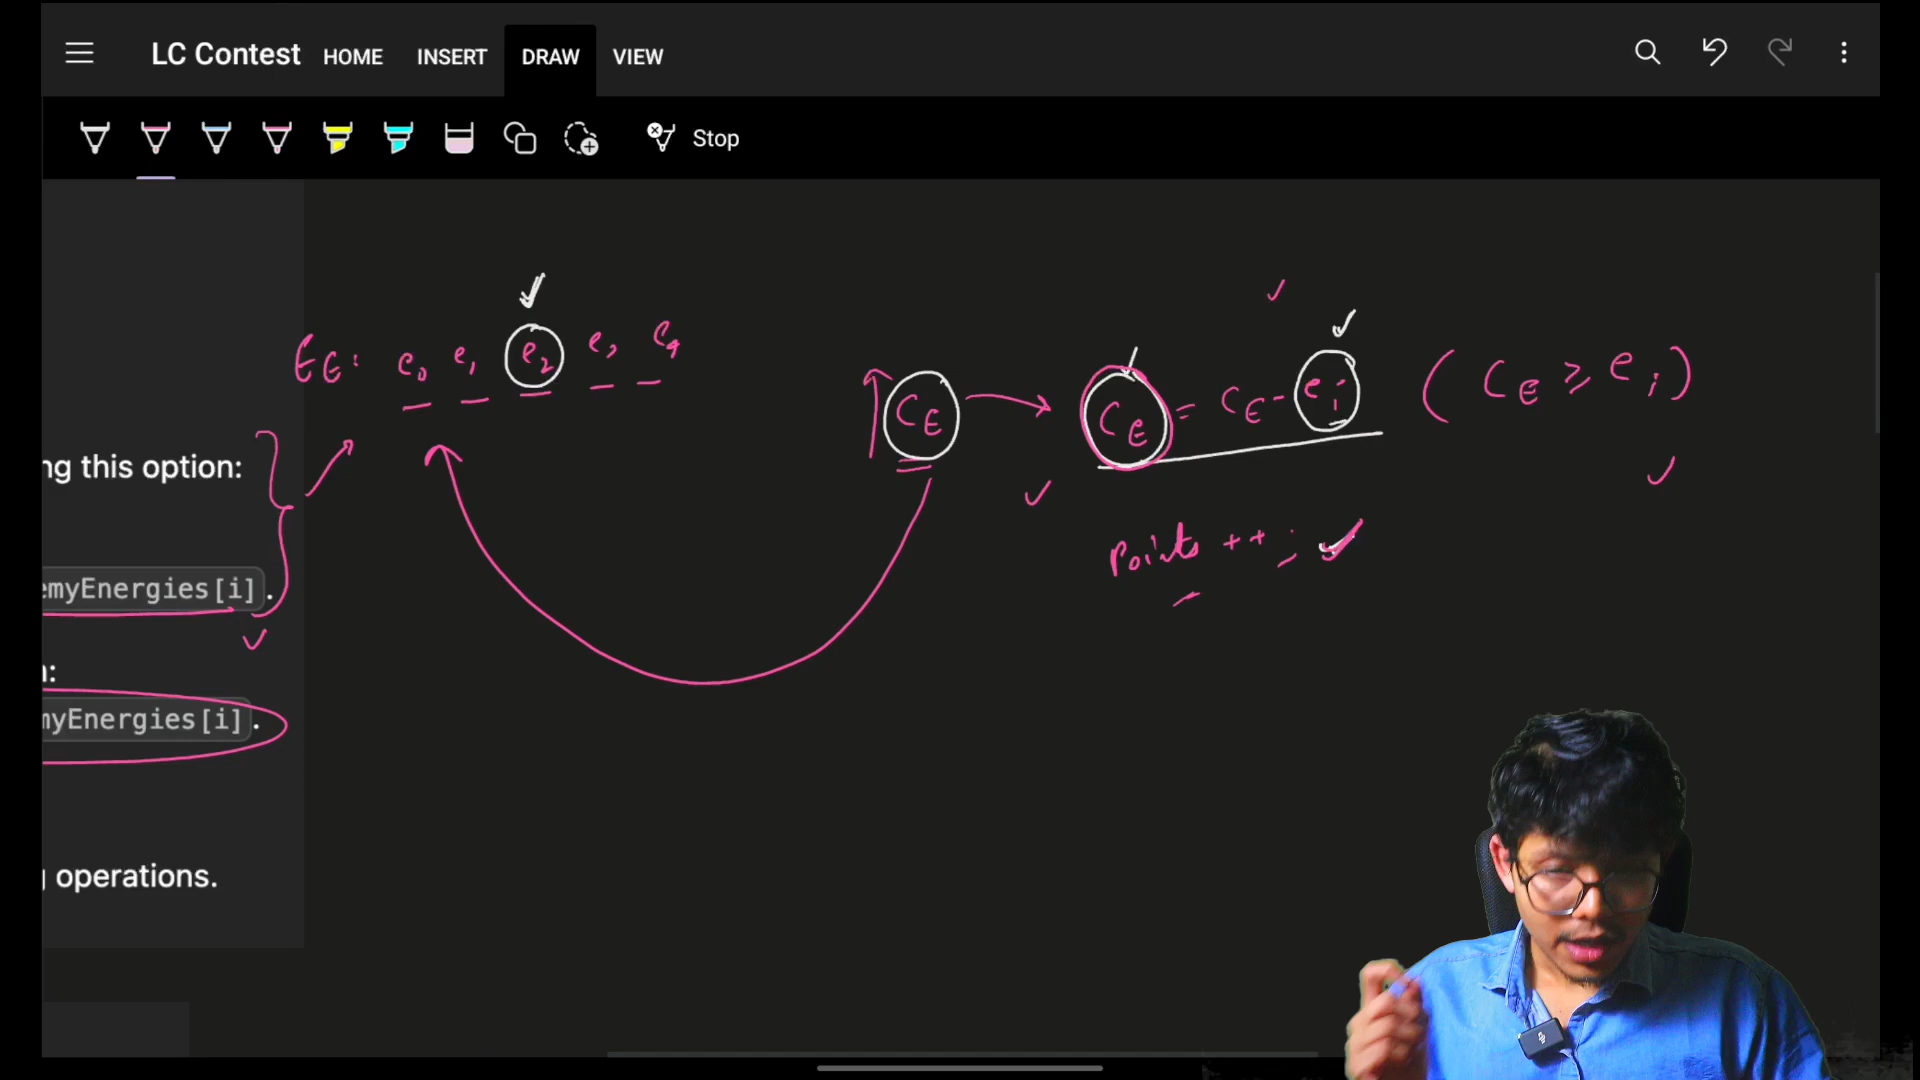 LC Contest HOME INSERT DRAW VIEW
Stop
EE: e0 e1 e2 e3 e4
CE → CE = CE - ei (CE ≥ ei)
ng this option:
Points ++;
emyEnergies[i].
n:
myEnergies[i].
g operations.